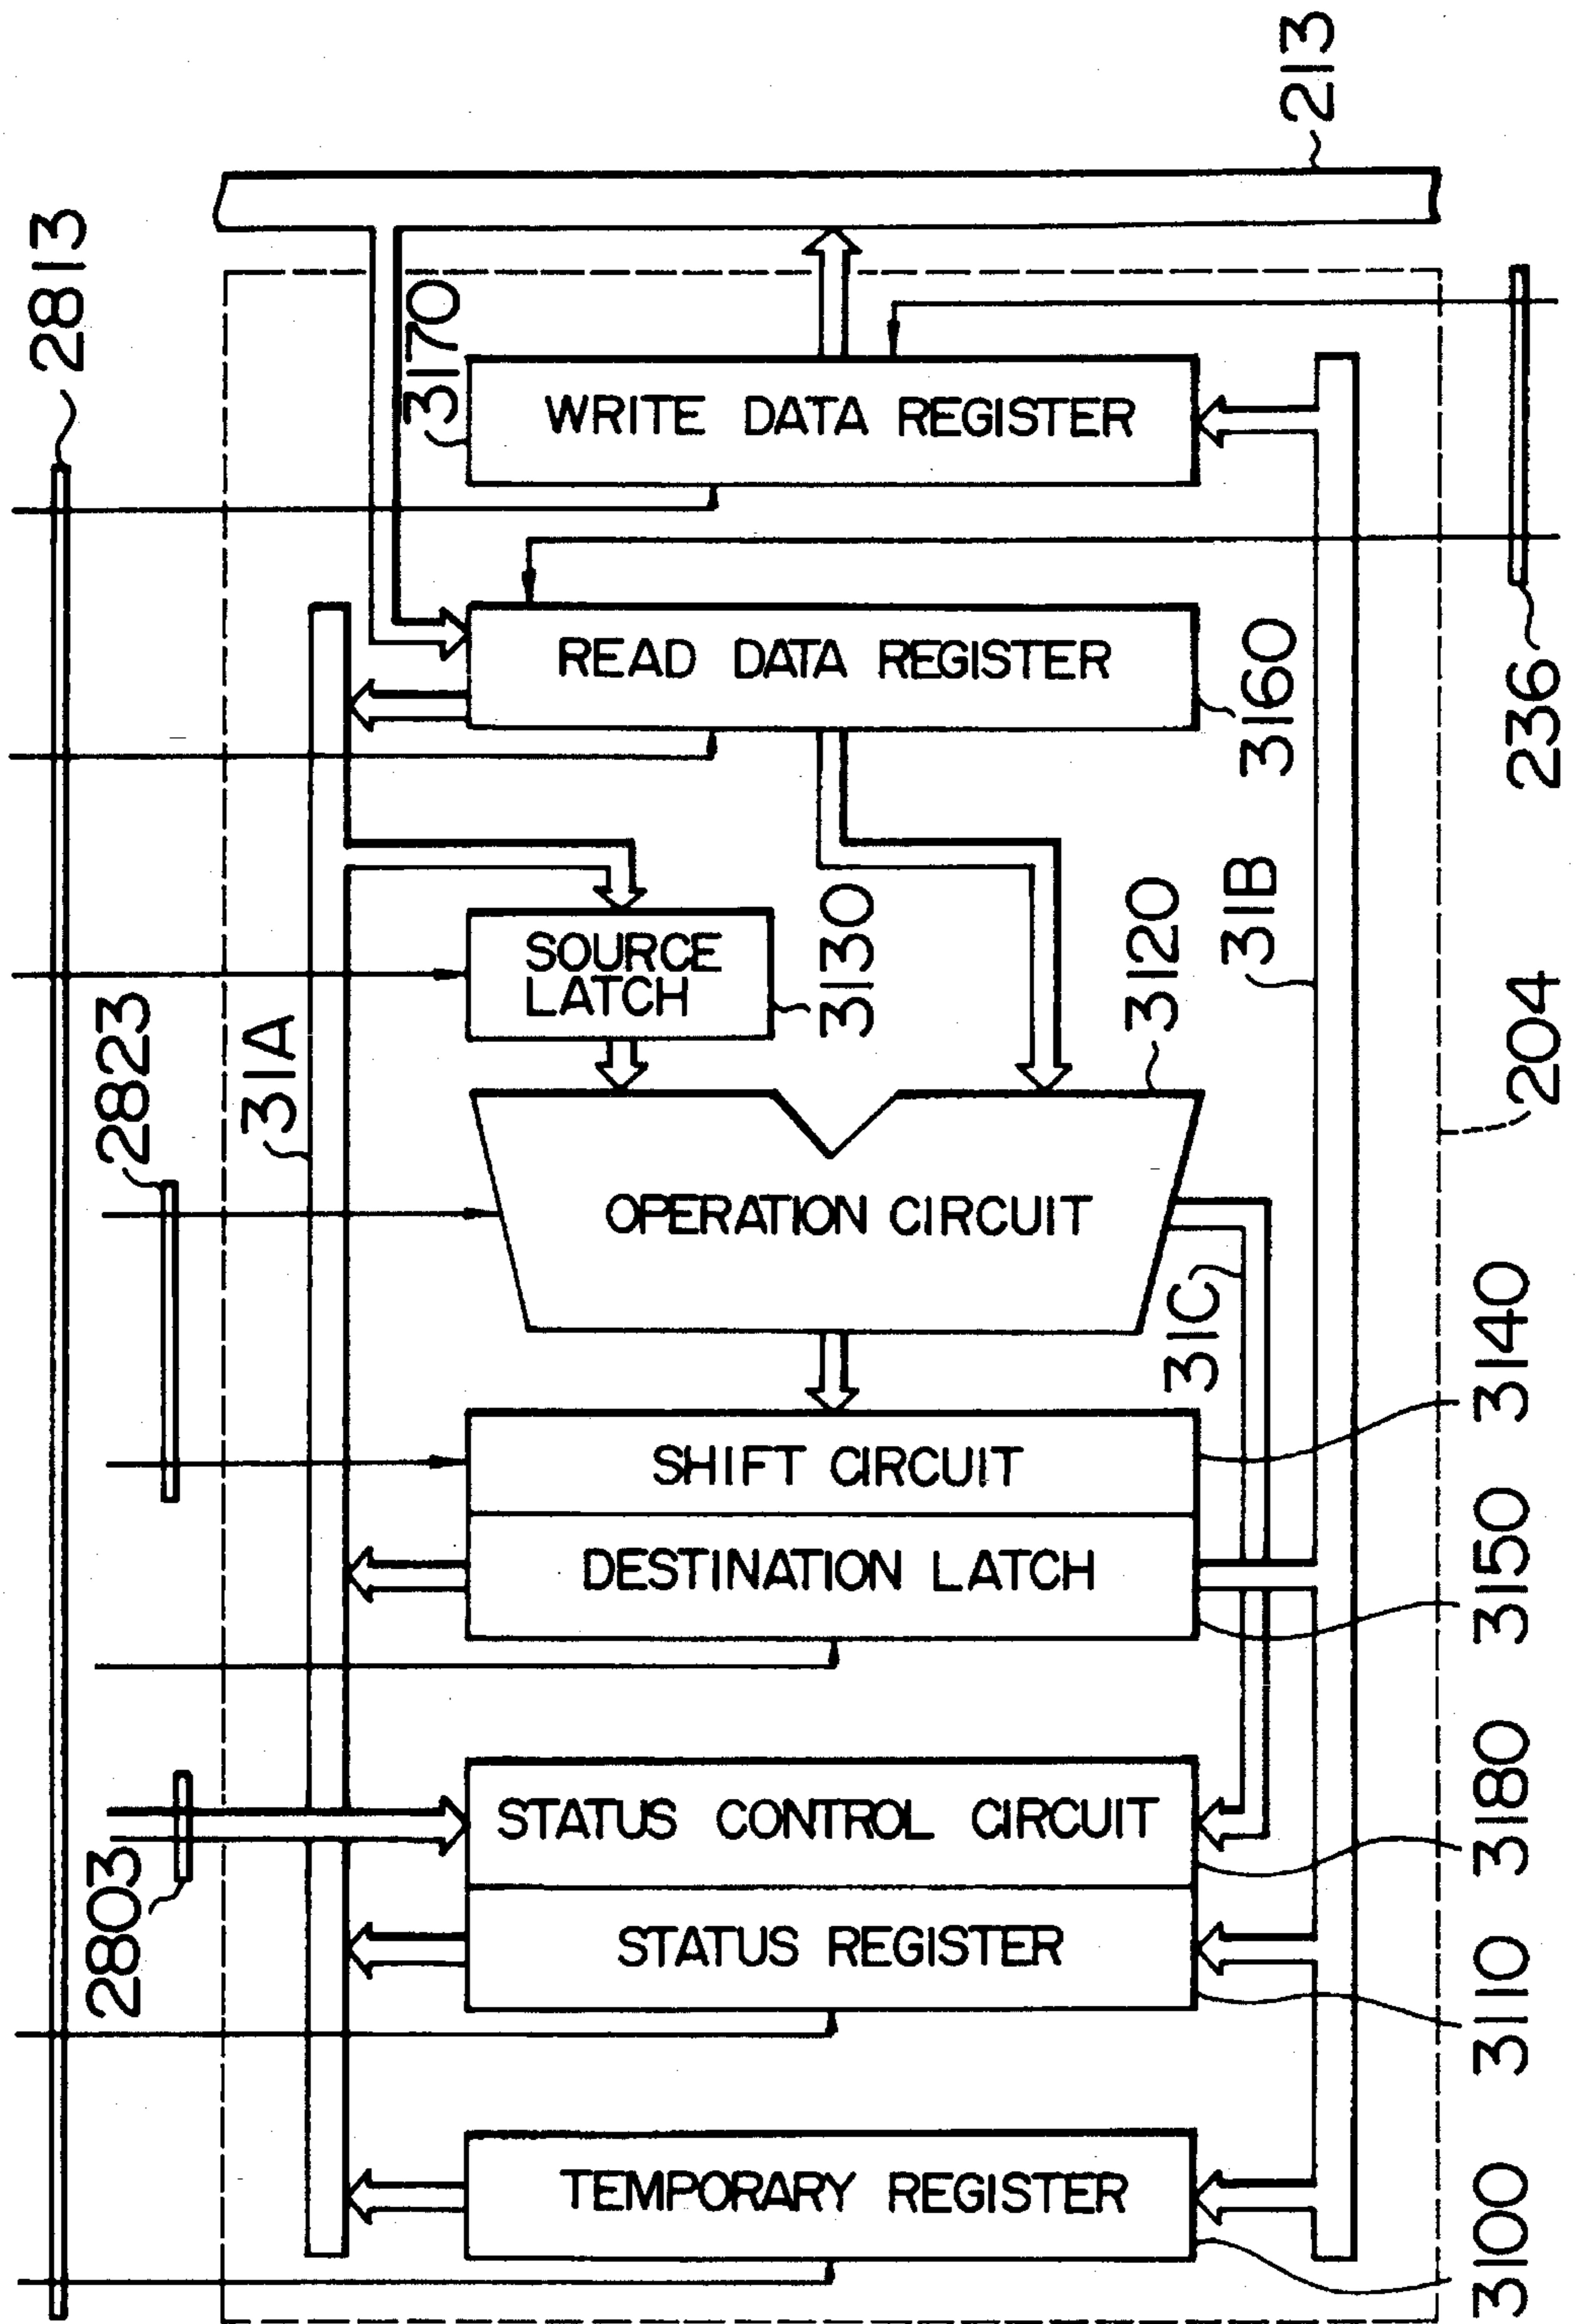 2813
213
3170
WRITE DATA REGISTER
READ DATA REGISTER
3160
236
2823
31A
SOURCE
LATCH
3130
3120
31B
204
OPERATION CIRCUIT
31C
SHIFT CIRCUIT
3140
DESTINATION LATCH
3150
2803
STATUS CONTROL CIRCUIT
3180
STATUS REGISTER
3110
TEMPORARY REGISTER
3100